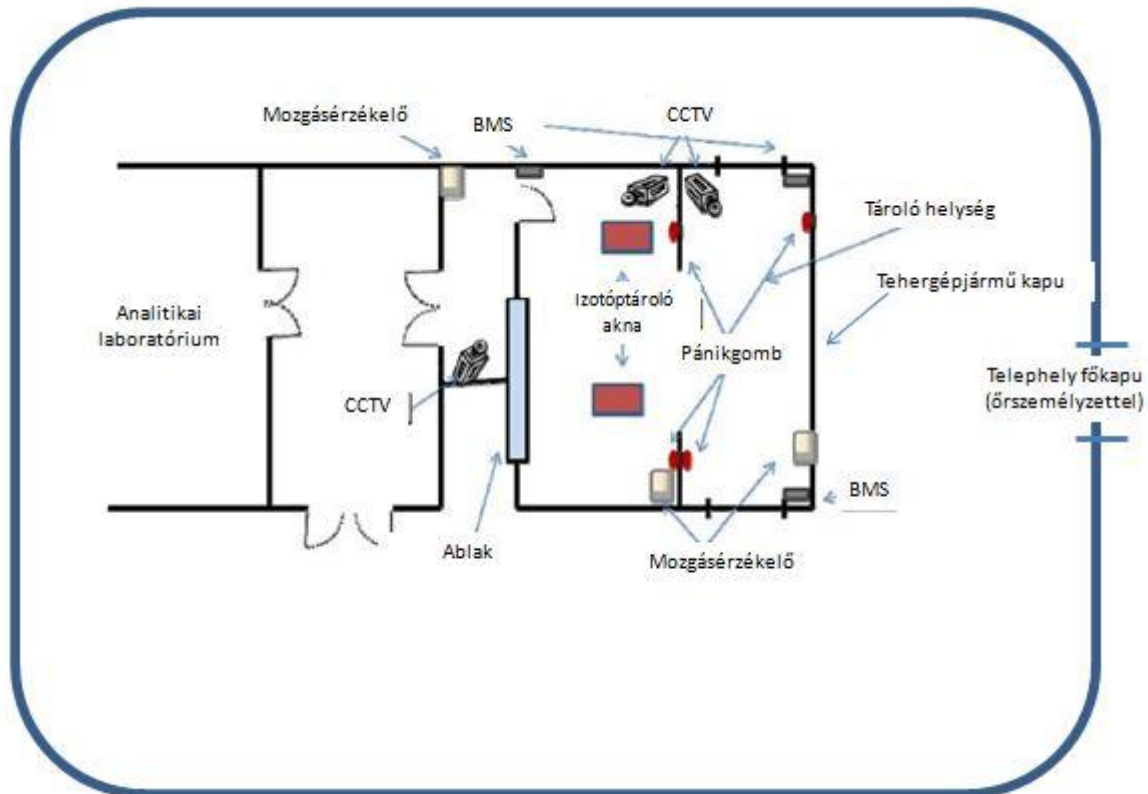 Mozgásérzékelő
BMS
CCTV
Tároló helység
Tehergépjármű kapu
Analitikai
laboratórium
Izotóptároló
akna
Pánikgomb
Telephely főkapu
(őrszemélyzettel)
CCTV
BMS
Ablak
Mozgásérzékelő